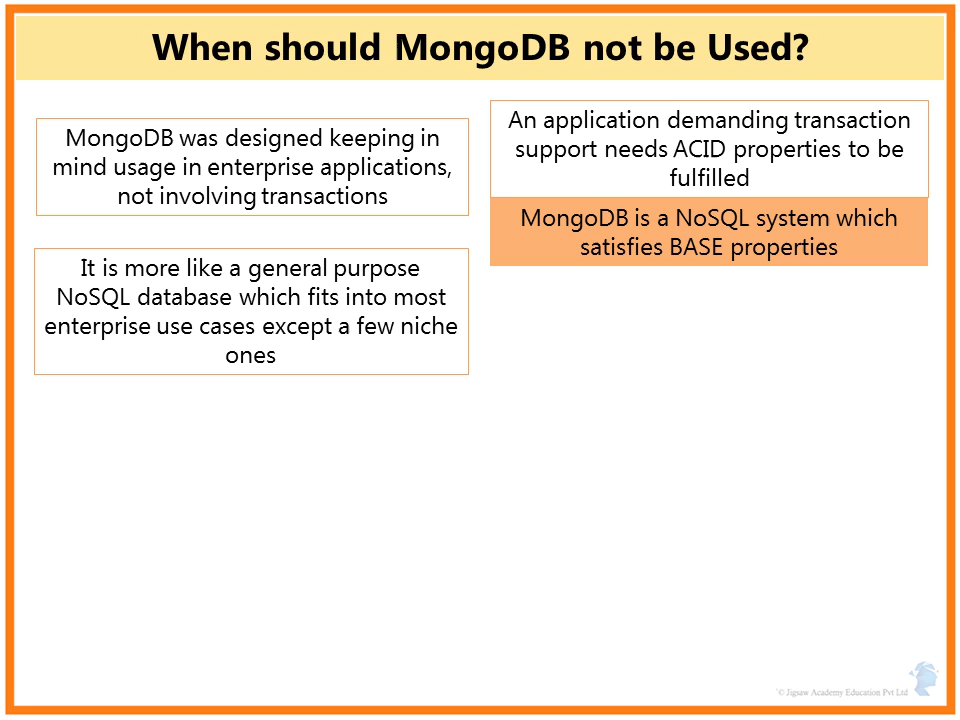 When should MongoDB not be Used?
MongoDB was designed keeping in
mind usage in enterprise applications,
not involving transactions
It is more like a general purpose
NoSQL database which fits into most
enterprise use cases except a few niche
ones
An application demanding transaction
support needs ACID properties to be
fulfilled
MongoDB is a NoSQL system which
satisfies BASE properties
© Jigsaw Academy Education Pvt Ltd